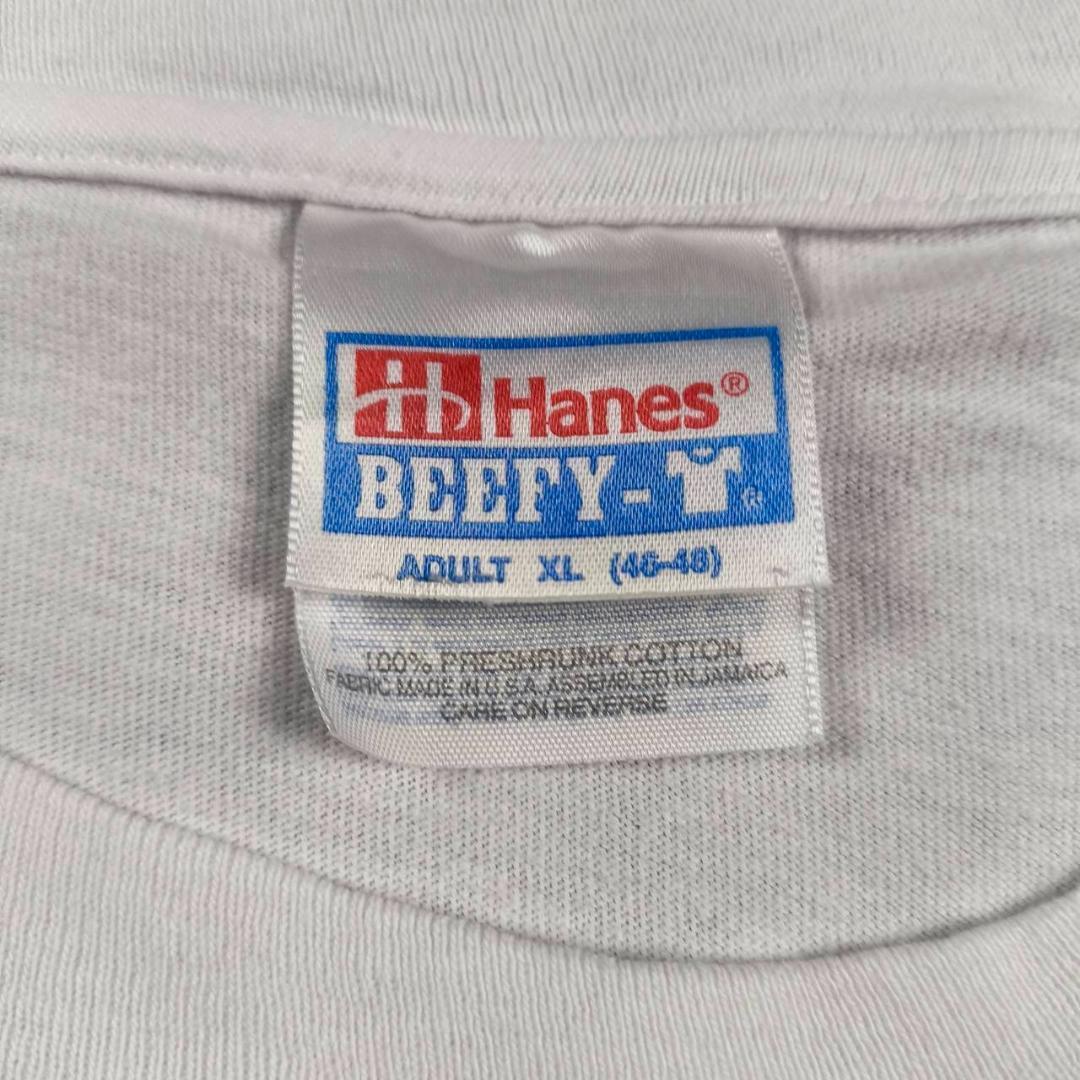 Hanes®
BEEFY-T®
ADULT XL (46-48)
100% PRESHRUNK COTTON
FABRIC MADE IN U.S.A. ASSEMBLED IN JAMAICA
CARE ON REVERSE